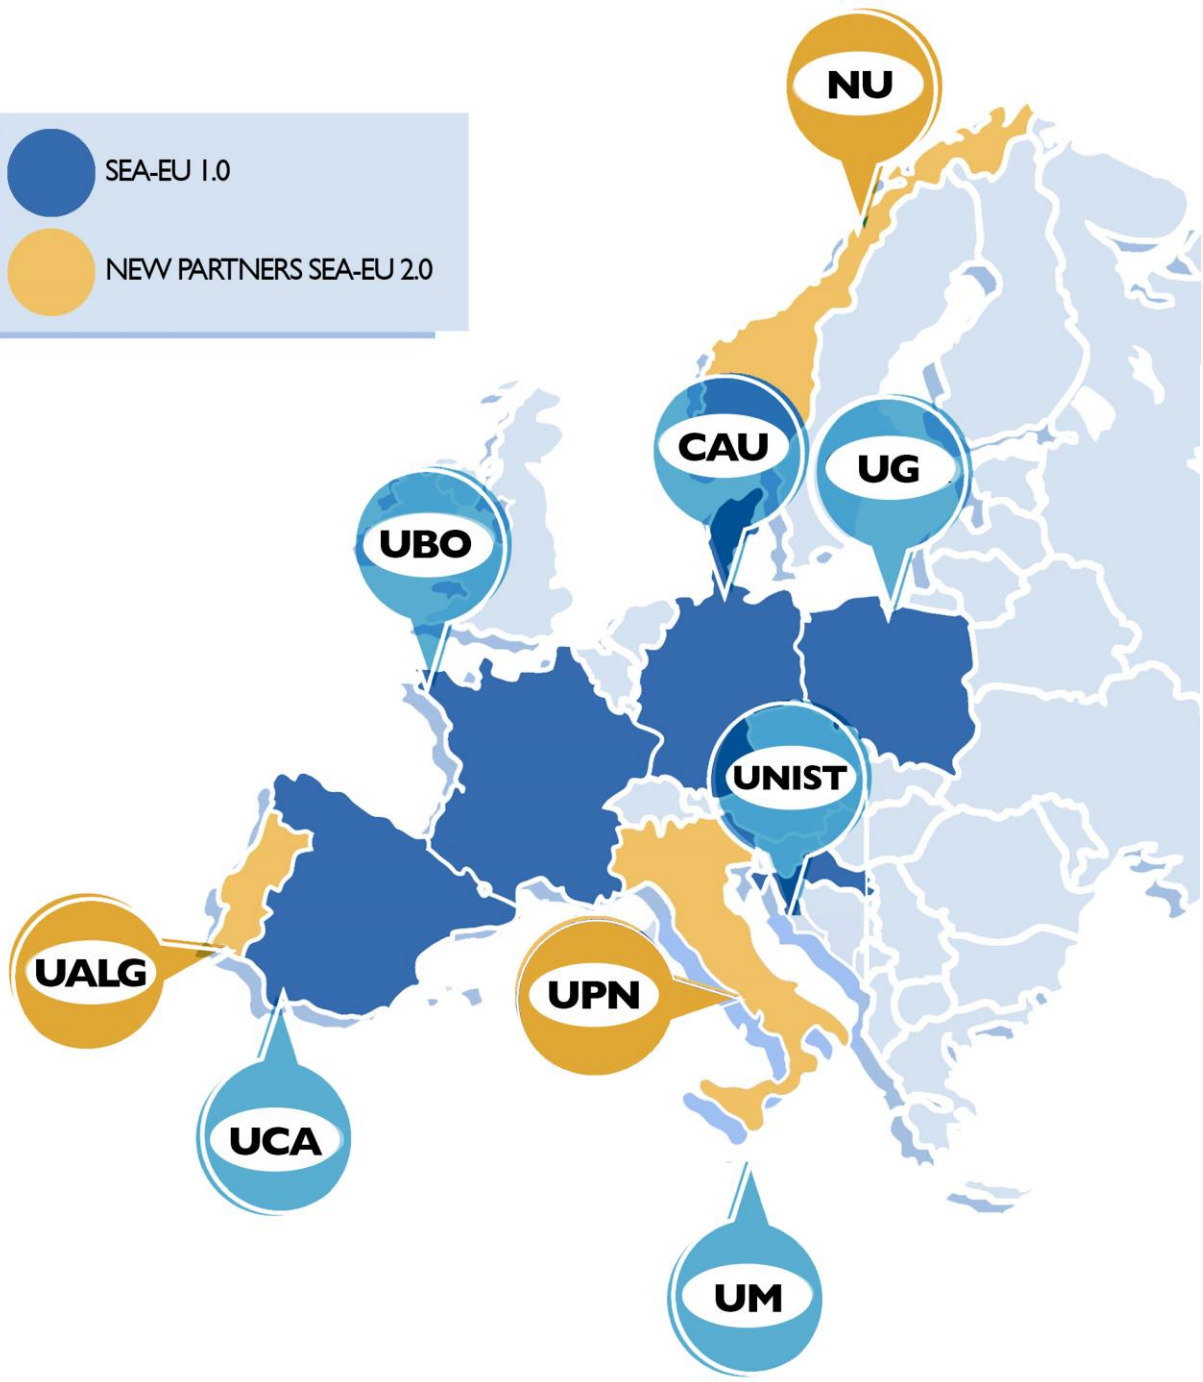 NU
SEA-EU 1.0
NEW PARTNERS SEA-EU 2.0
CAU
UG
UBO
UNIST
UALG
UPN
UCA
UM